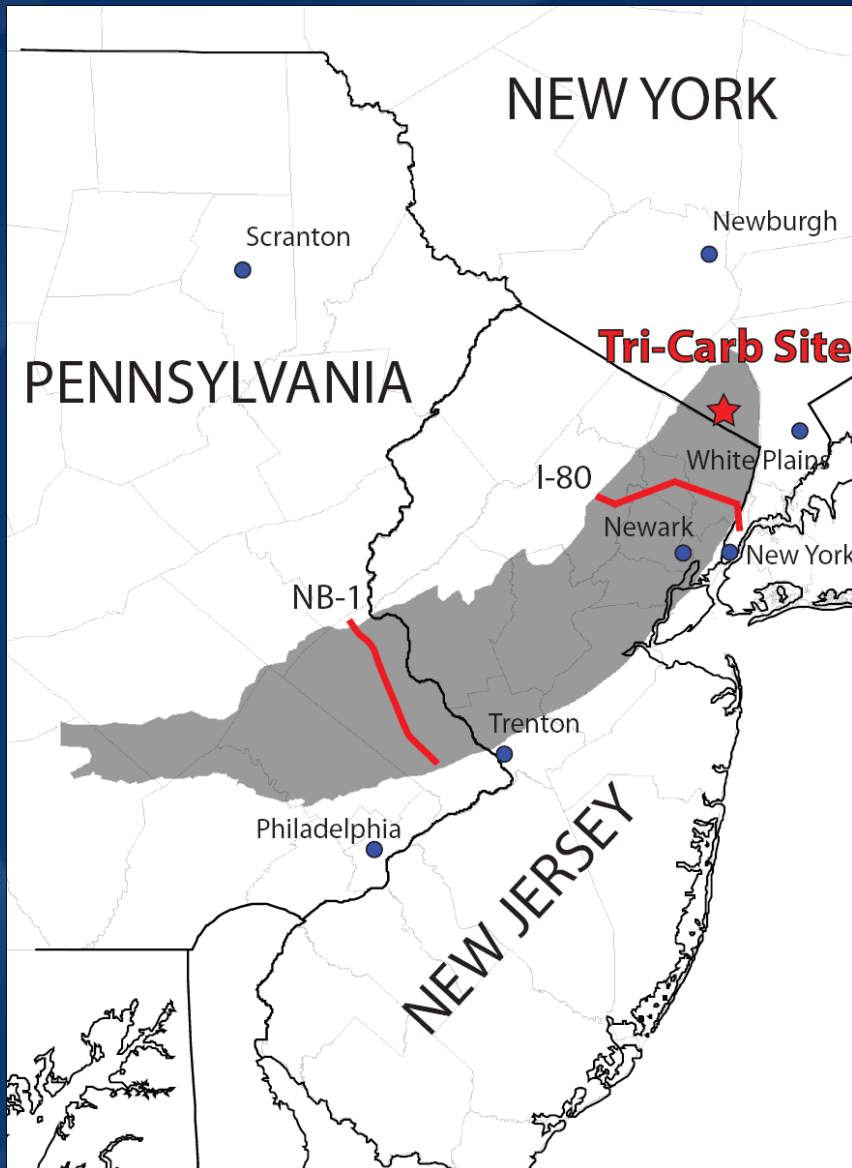 NEW YORK
Newburgh
Scranton
Tri-Carb Site
PENNSYLVANIA
White Plains
I-80
Newark
New York
NB-1
Trenton
Philadelphia
NEW JERSEY